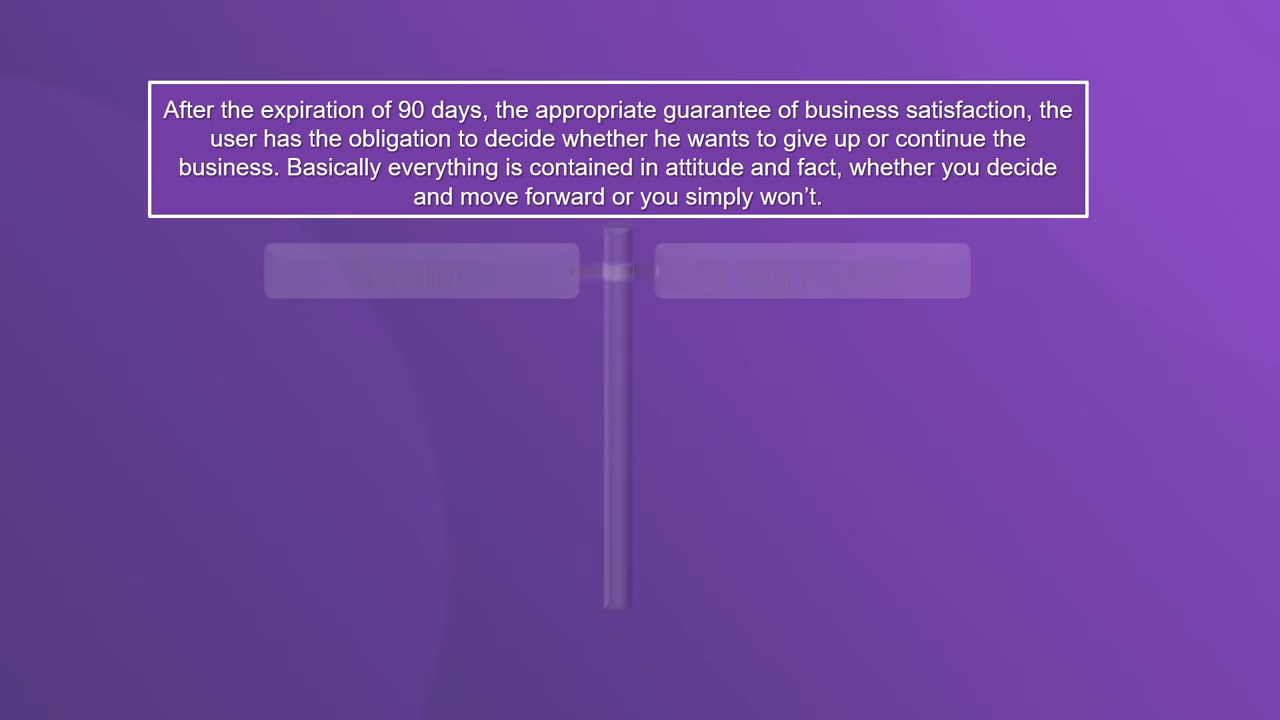 After the expiration of 90 days, the appropriate guarantee of business satisfaction, the
user has the obligation to decide whether he wants to give up or continue the
business. Basically everything is contained in attitude and fact, whether you decide
and move forward or you simply won’t.